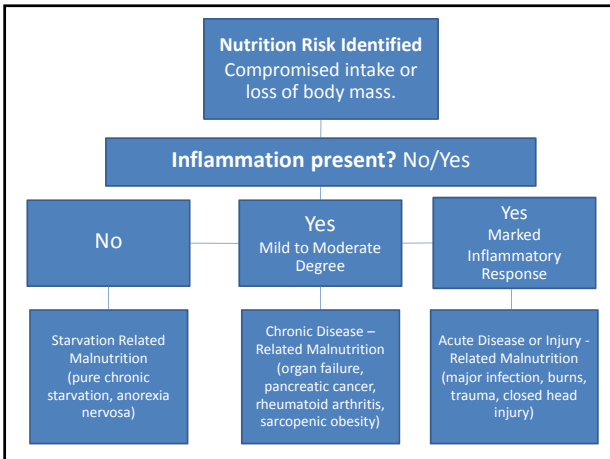 Nutrition Risk Identified
Compromised intake or
loss of body mass.
Inflammation present? No/Yes
No
Yes
Mild to Moderate
Degree
Yes
Marked
Inflammatory
Response
Starvation Related
Malnutrition
(pure chronic
starvation, anorexia
nervosa)
Chronic Disease –
Related Malnutrition
(organ failure,
pancreatic cancer,
rheumatoid arthritis,
sarcopenic obesity)
Acute Disease or Injury -
Related Malnutrition
(major infection, burns,
trauma, closed head
injury)